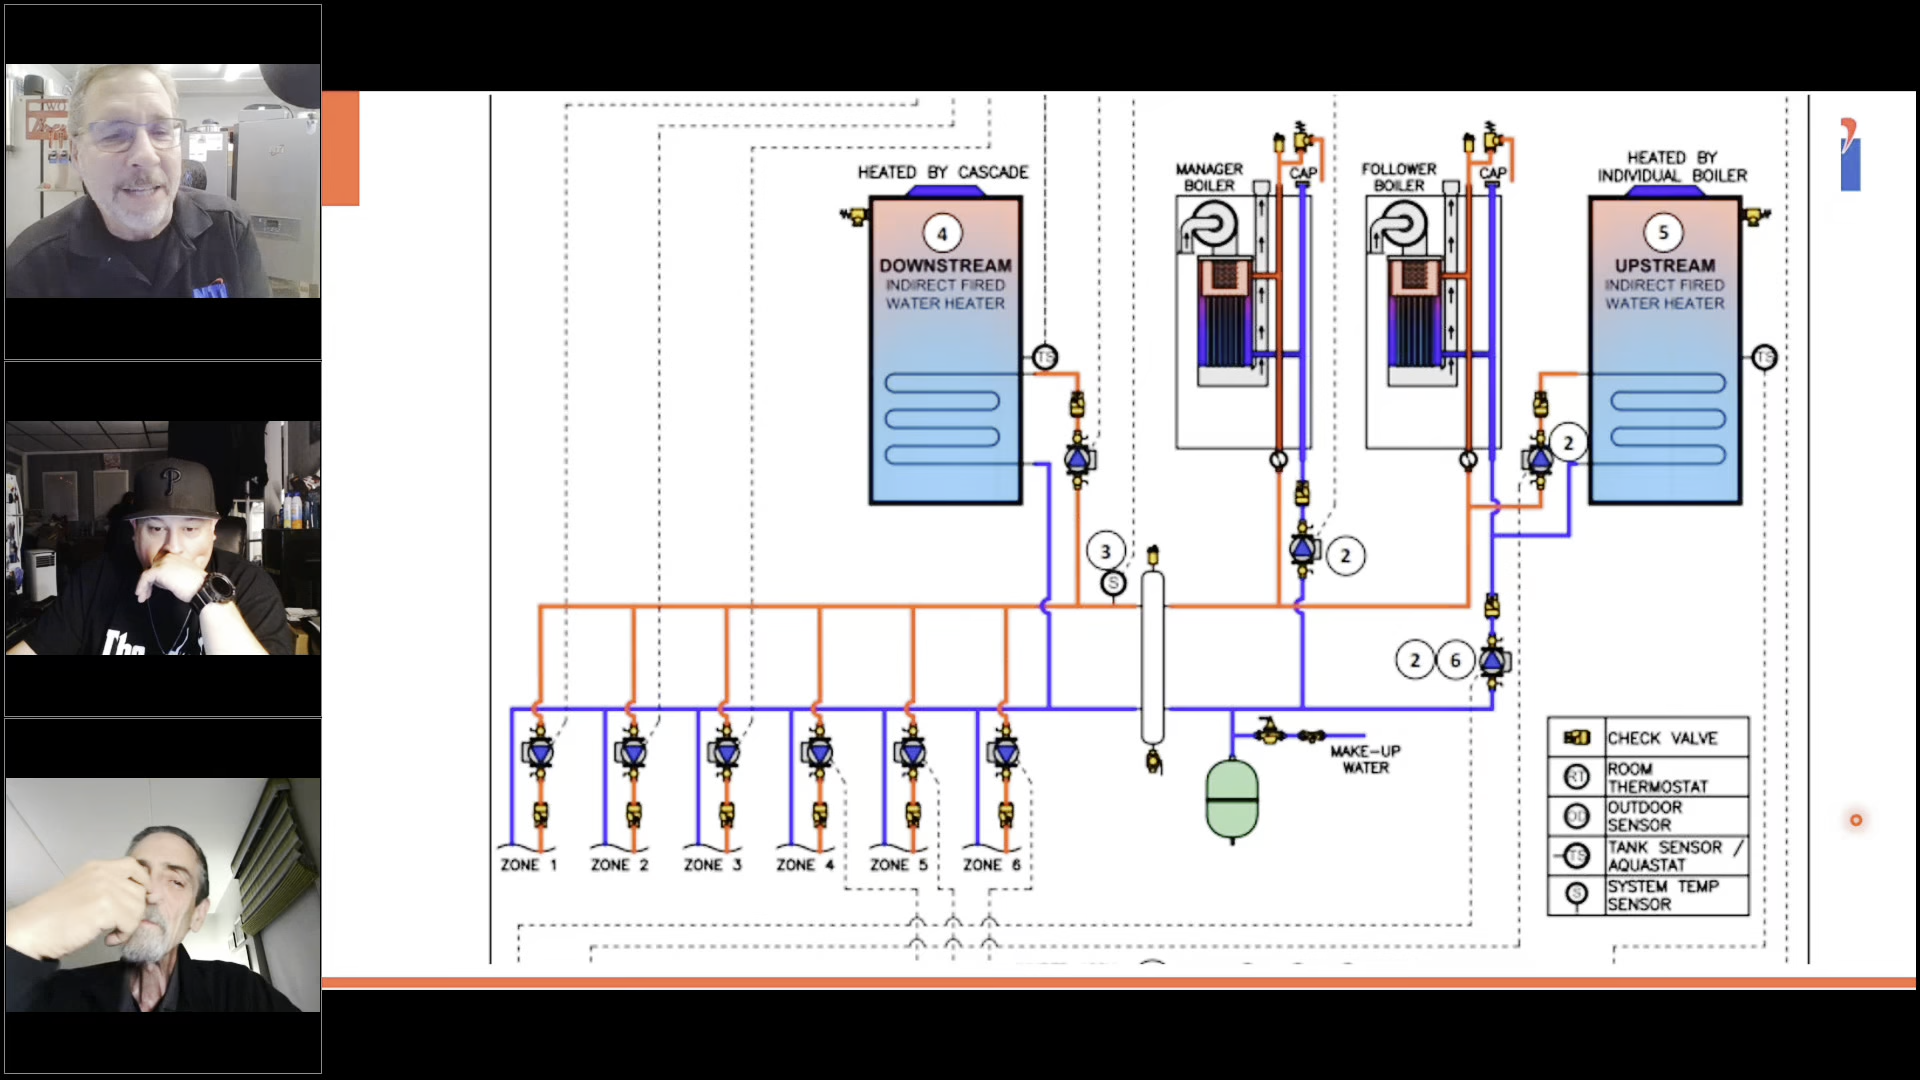 HEATED BY CASCADE
MANAGER
BOILER
CAP
FOLLOWER
BOILER
CAP
HEATED BY
INDIVIDUAL BOILER
4
DOWNSTREAM
INDIRECT FIRED
WATER HEATER
5
UPSTREAM
INDIRECT FIRED
WATER HEATER
TS
TS
2
3
S
2
2
6
MAKE-UP
WATER
ZONE 1
ZONE 2
ZONE 3
ZONE 4
ZONE 5
ZONE 6
CHECK VALVE
RT
ROOM
THERMOSTAT
OD
OUTDOOR
SENSOR
TS
TANK SENSOR /
AQUASTAT
S
SYSTEM TEMP
SENSOR
TWO
P
The